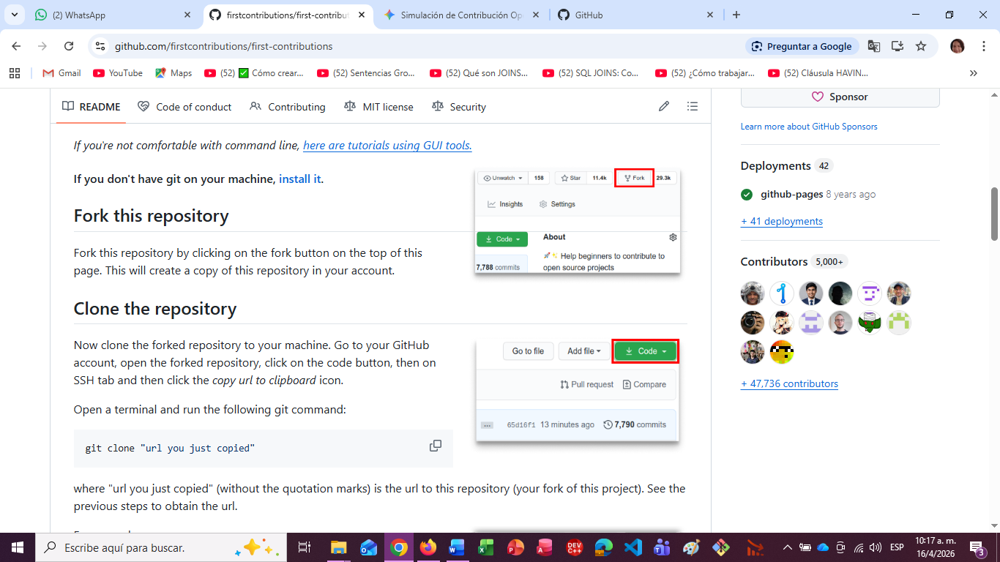 (2) WhatsApp
firstcontributions/first-contribut
Simulación de Contribución Op
GitHub
github.com/firstcontributions/first-contributions
Preguntar a Google
Gmail
YouTube
Maps
(52) ✅ Cómo crear...
(52) Sentencias Gro...
(52) Qué son JOINS...
(52) SQL JOINS: Co...
(52) ¿Cómo trabajar...
(52) Cláusula HAVIN...
README
Code of conduct
Contributing
MIT license
Security
If you're not comfortable with command line, here are tutorials using GUI tools.
If you don't have git on your machine, install it.
Unwatch
158
Star
11.4k
Fork
29.3k
Insights
Settings
Code
About
🚀✨ Help beginners to contribute to
open source projects
7,788 commits
Fork this repository
Fork this repository by clicking on the fork button on the top of this
page. This will create a copy of this repository in your account.
Clone the repository
Now clone the forked repository to your machine. Go to your GitHub
account, open the forked repository, click on the code button, then on
SSH tab and then click the copy url to clipboard icon.
Go to file
Add file
Code
Pull request
Compare
65d16f1 13 minutes ago
7,790 commits
Open a terminal and run the following git command:
git clone "url you just copied"
where "url you just copied" (without the quotation marks) is the url to this repository (your fork of this project). See the
previous steps to obtain the url.
Sponsor
Learn more about GitHub Sponsors
Deployments 42
github-pages 8 years ago
+ 41 deployments
Contributors 5,000+
+ 47,736 contributors
Escribe aquí para buscar.
DEV
C++
ESP
10:17 a. m.
16/4/2026
3